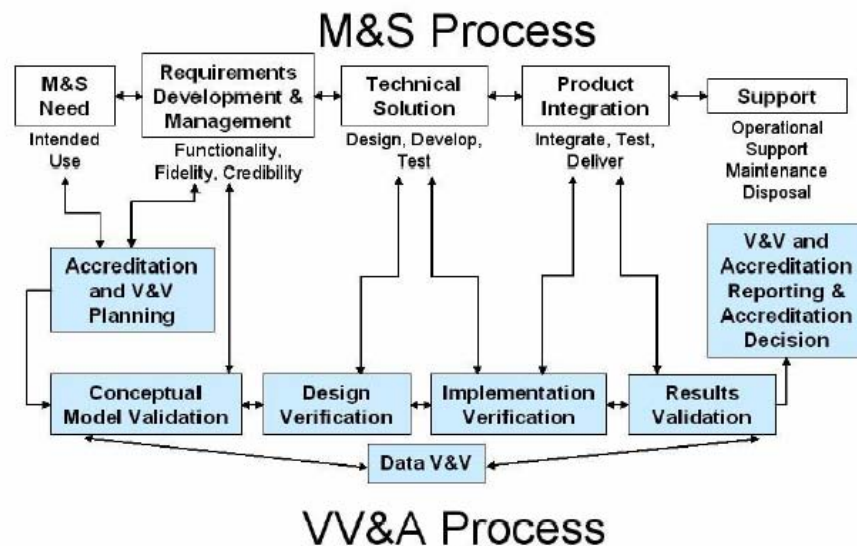 M&S Process
M&S
Need
Requirements
Development &
Management
Technical
Solution
Product
Integration
Support
Intended
Use
Functionality,
Fidelity, Credibility
Design, Develop,
Test
Integrate, Test,
Deliver
Operational
Support
Maintenance
Disposal
Accreditation
and V&V
Planning
V&V and
Accreditation
Reporting &
Accreditation
Decision
Conceptual
Model Validation
Design
Verification
Implementation
Verification
Results
Validation
Data V&V
VV&A Process